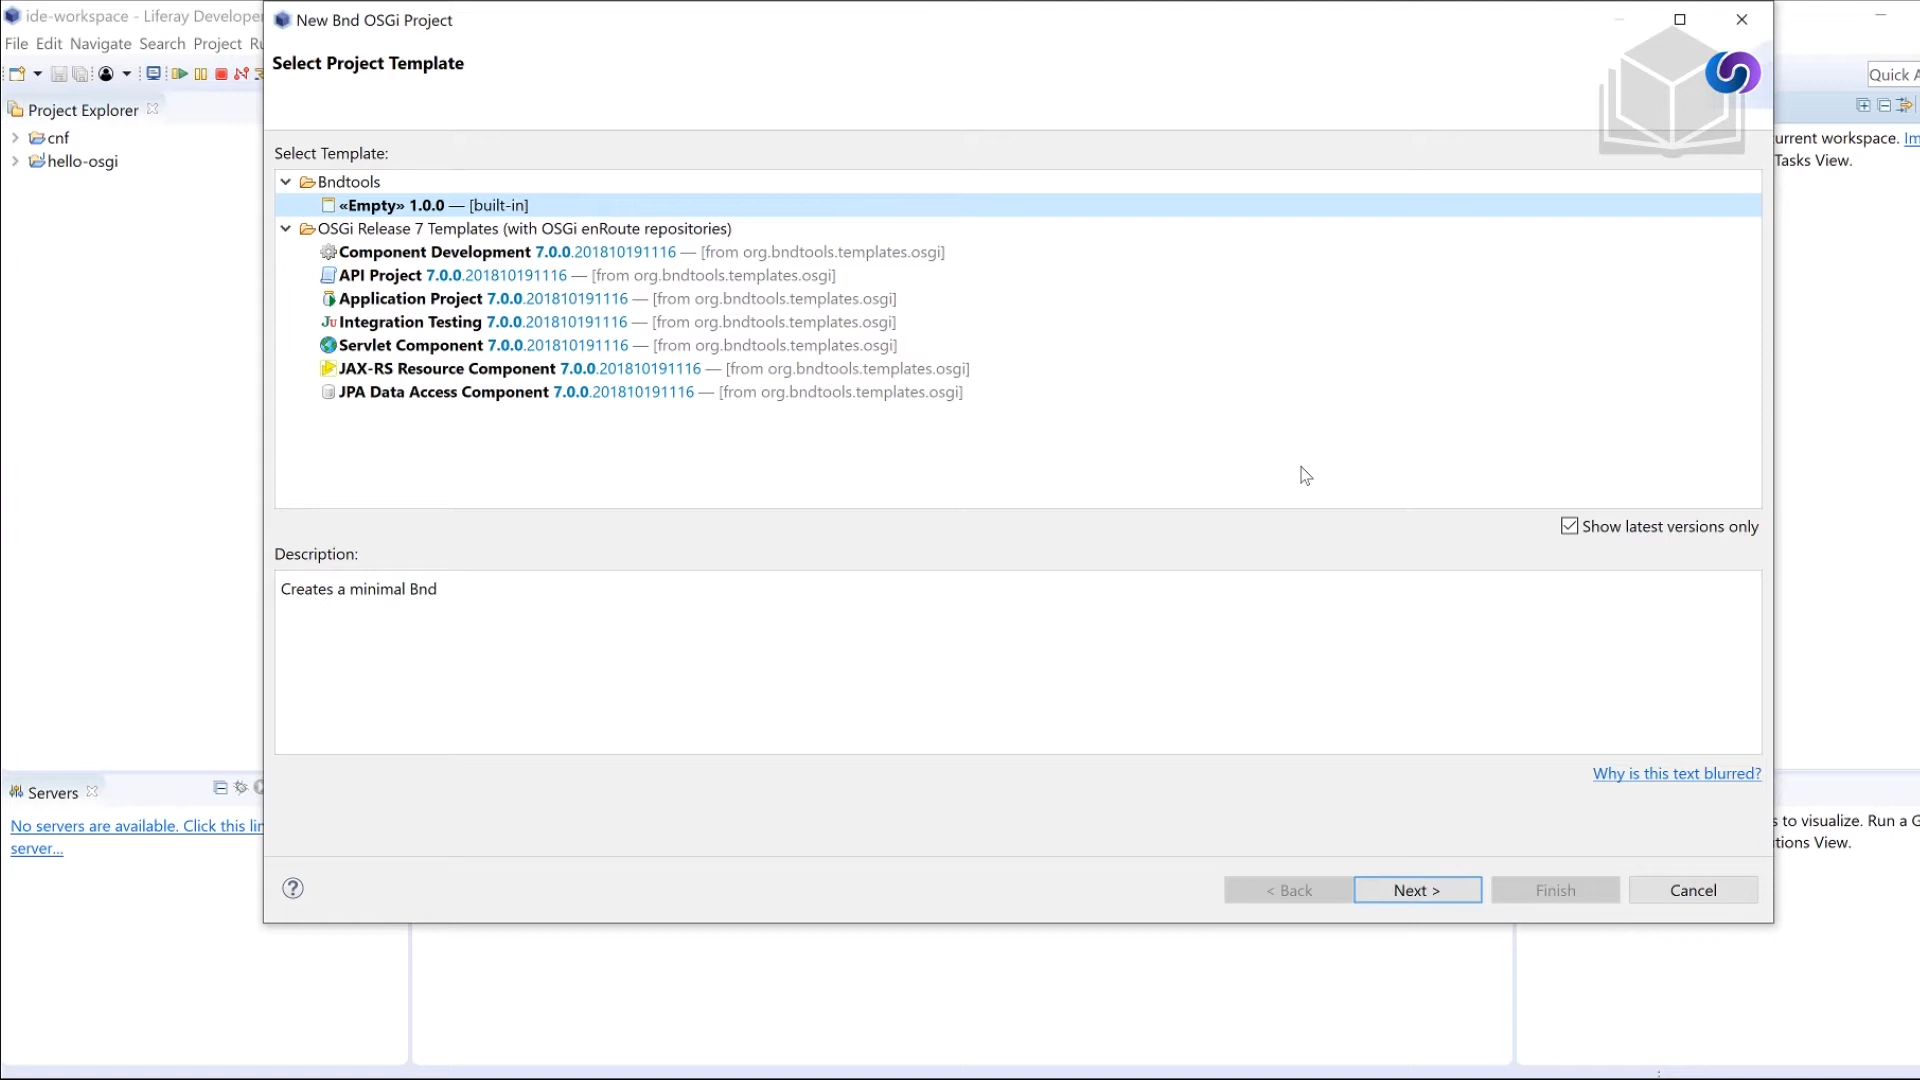 ide-workspace - Liferay Develope
New Bnd OSGi Project
File Edit Navigate Search Project
Select Project Template
Quick
Project Explorer
cnf
hello-osgi
urrent workspace.
Tasks View.
Select Template:
Bndtools
«Empty» 1.0.0 — [built-in]
OSGi Release 7 Templates (with OSGi enRoute repositories)
Component Development 7.0.0.201810191116 — [from org.bndtools.templates.osgi]
API Project 7.0.0.201810191116 — [from org.bndtools.templates.osgi]
Application Project 7.0.0.201810191116 — [from org.bndtools.templates.osgi]
Integration Testing 7.0.0.201810191116 — [from org.bndtools.templates.osgi]
Servlet Component 7.0.0.201810191116 — [from org.bndtools.templates.osgi]
JAX-RS Resource Component 7.0.0.201810191116 — [from org.bndtools.templates.osgi]
JPA Data Access Component 7.0.0.201810191116 — [from org.bndtools.templates.osgi]
Show latest versions only
Description:
Creates a minimal Bnd
Why is this text blurred?
Servers
No servers are available. Click this lin
server...
s to visualize. Run a G
tions View.
< Back
Next >
Finish
Cancel